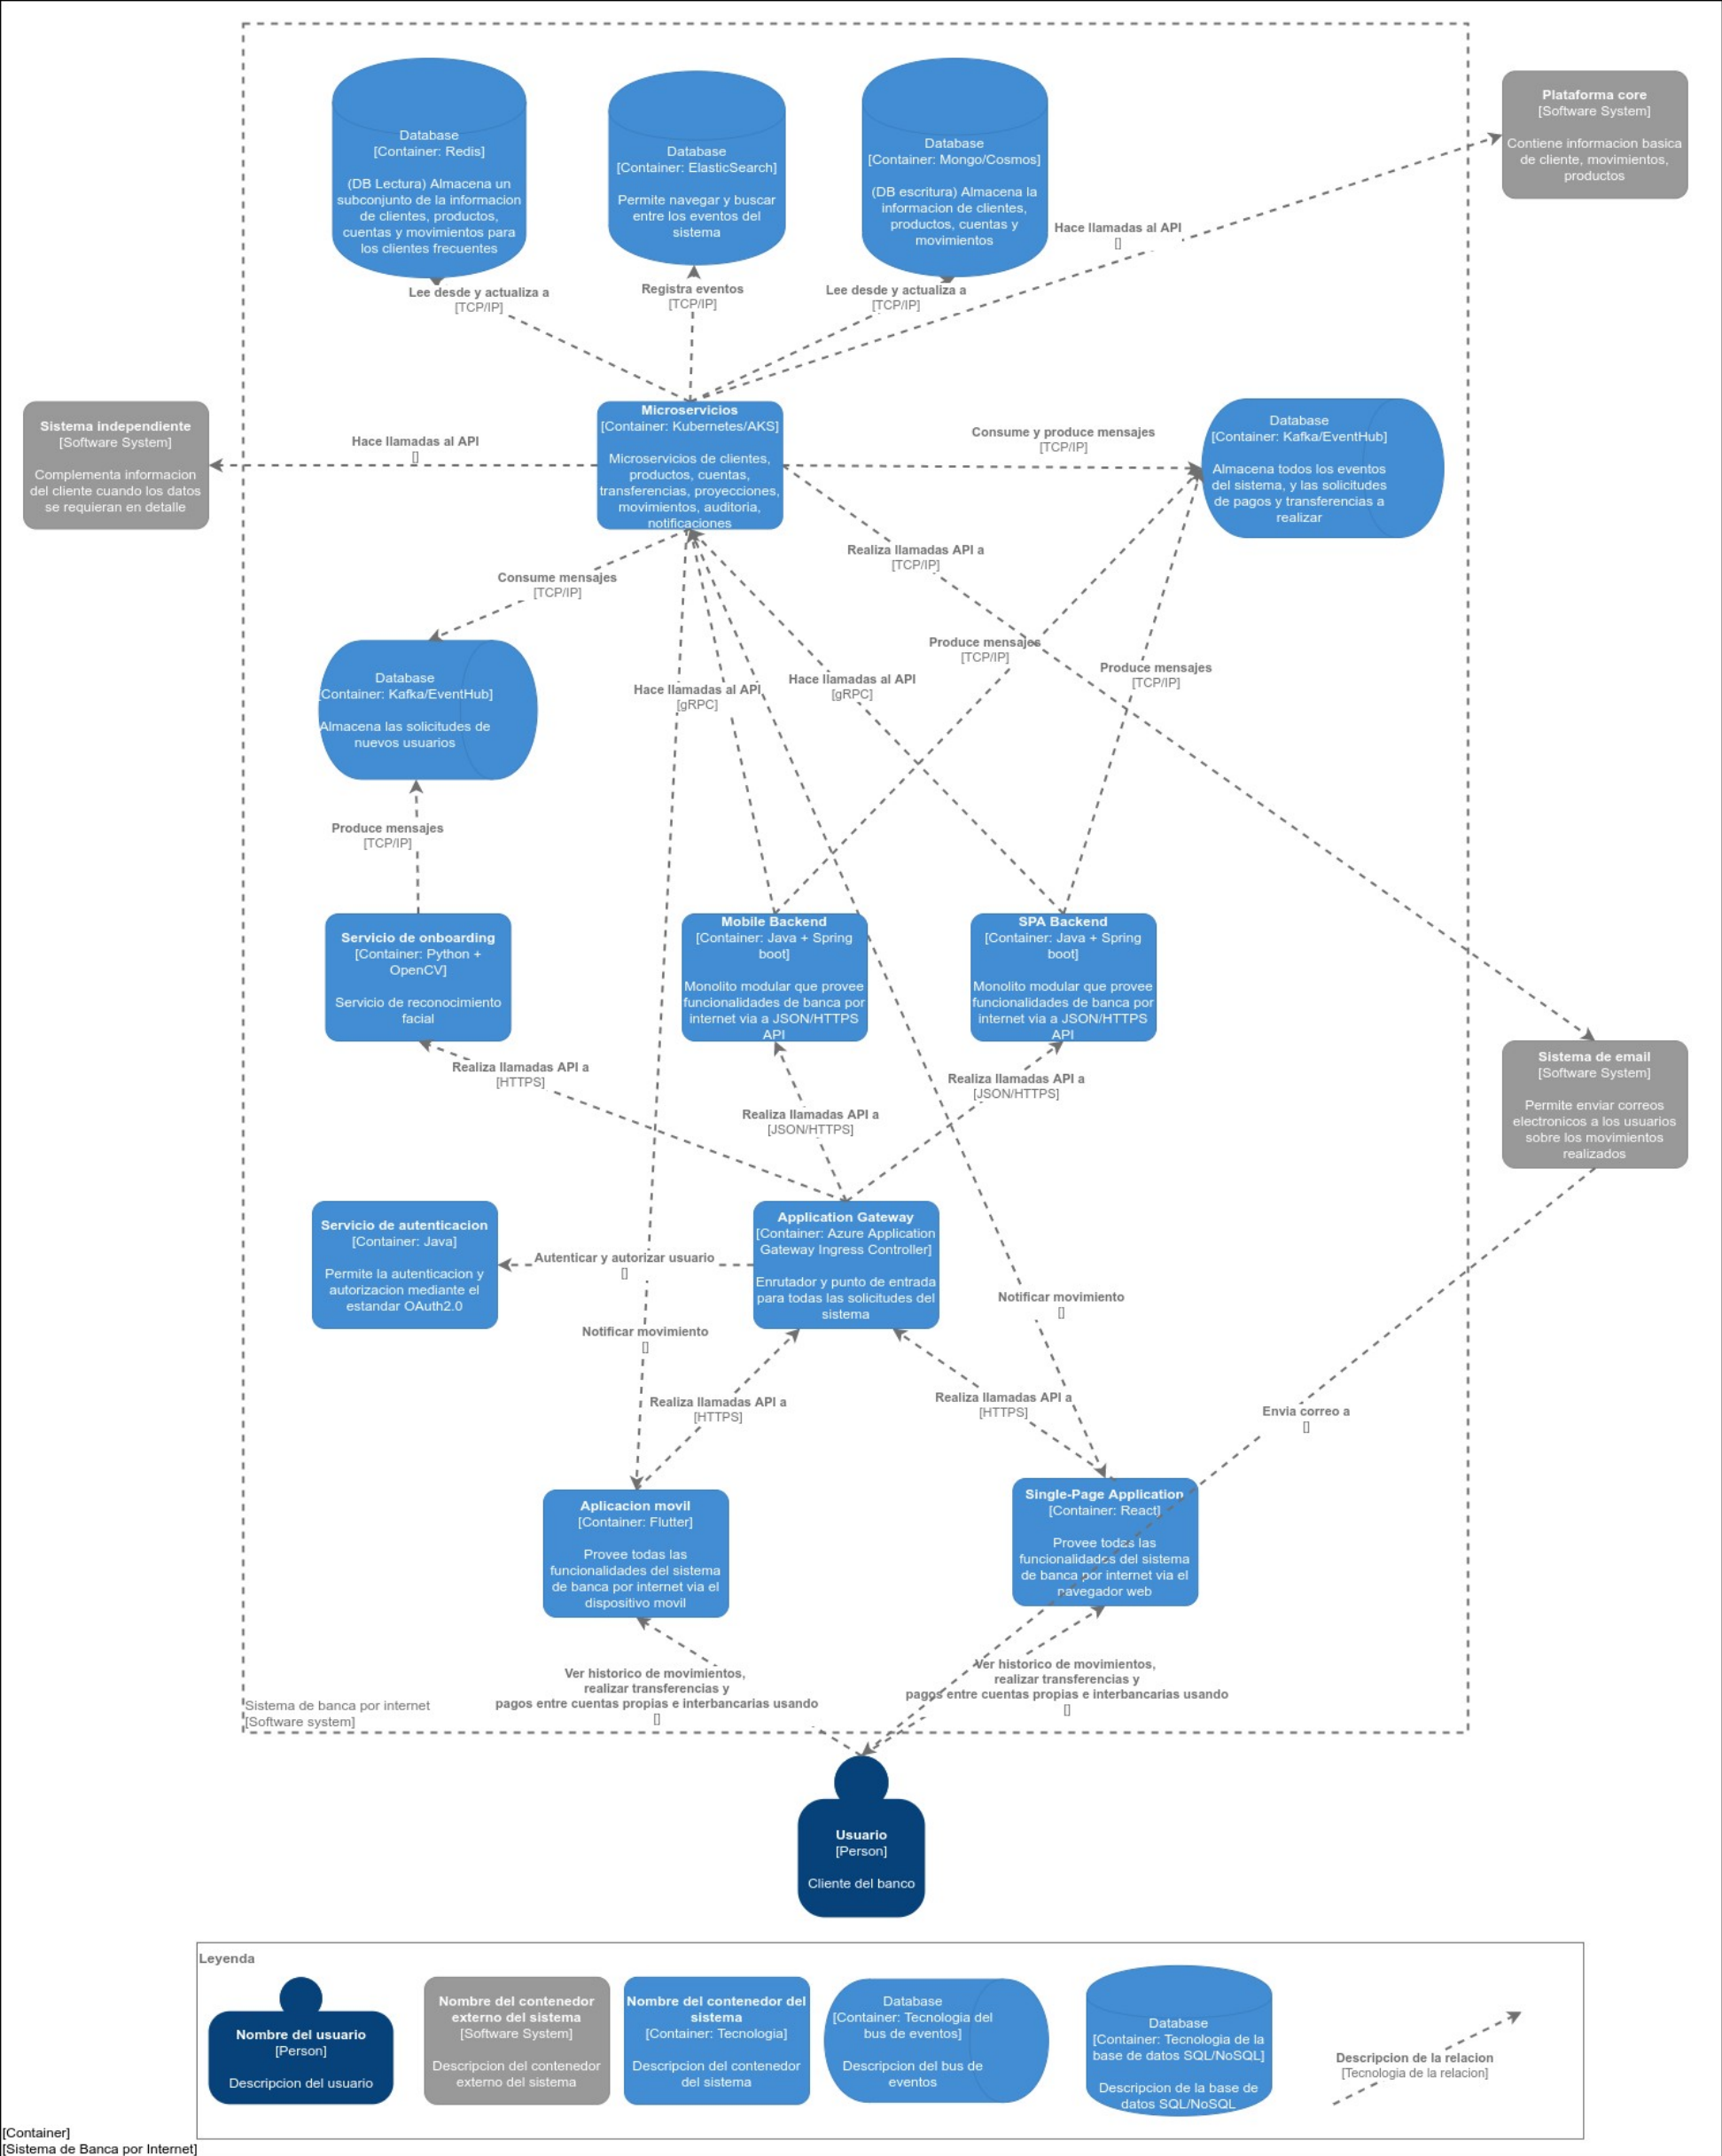 Database
[Container: Redis]
(DB Lectura) Almacena un
subconjunto de la informacion
de clientes, productos,
cuentas y movimientos para
los clientes frecuentes
Database
[Container: ElasticSearch]
Permite navegar y buscar
entre los eventos del
sistema
Database
[Container: Mongo/Cosmos]
(DB escritura) Almacena la
informacion de clientes,
productos, cuentas y
movimientos
Plataforma core
[Software System]
Contiene informacion basica
de cliente, movimientos,
productos
Hace llamadas al API
[]
Lee desde y actualiza a
[TCP/IP]
Registra eventos
[TCP/IP]
Lee desde y actualiza a
[TCP/IP]
Sistema independiente
[Software System]
Complementa informacion
del cliente cuando los datos
se requieran en detalle
Hace llamadas al API
[]
Microservicios
[Container: Kubernetes/AKS]
Microservicios de clientes,
productos, cuentas,
transferencias, proyecciones,
movimientos, auditoria,
notificaciones
Consume y produce mensajes
[TCP/IP]
Database
[Container: Kafka/EventHub]
Almacena todos los eventos
del sistema, y las solicitudes
de pagos y transferencias a
realizar
Realiza llamadas API a
[TCP/IP]
Consume mensajes
[TCP/IP]
Database
[Container: Kafka/EventHub]
Almacena las solicitudes de
nuevos usuarios
Produce mensajes
[TCP/IP]
Produce mensajes
[TCP/IP]
Hace llamadas al API
[gRPC]
Hace llamadas al API
[gRPC]
Produce mensajes
[TCP/IP]
Servicio de onboarding
[Container: Python +
OpenCV]
Servicio de reconocimiento
facial
Mobile Backend
[Container: Java + Spring
boot]
Monolito modular que provee
funcionalidades de banca por
internet via a JSON/HTTPS
API
SPA Backend
[Container: Java + Spring
boot]
Monolito modular que provee
funcionalidades de banca por
internet via a JSON/HTTPS
API
Realiza llamadas API a
[HTTPS]
Realiza llamadas API a
[JSON/HTTPS]
Realiza llamadas API a
[JSON/HTTPS]
Sistema de email
[Software System]
Permite enviar correos
electronicos a los usuarios
sobre los movimientos
realizados
Servicio de autenticacion
[Container: Java]
Permite la autenticacion y
autorizacion mediante el
estandar OAuth2.0
Autenticar y autorizar usuario
[]
Application Gateway
[Container: Azure Application
Gateway Ingress Controller]
Enrutador y punto de entrada
para todas las solicitudes del
sistema
Notificar movimiento
[]
Notificar movimiento
[]
Realiza llamadas API a
[HTTPS]
Realiza llamadas API a
[HTTPS]
Envia correo a
[]
Aplicacion movil
[Container: Flutter]
Provee todas las
funcionalidades del sistema
de banca por internet via el
dispositivo movil
Single-Page Application
[Container: React]
Provee todas las
funcionalidades del sistema
de banca por internet via el
navegador web
Ver historico de movimientos,
realizar transferencias y
pagos entre cuentas propias e interbancarias usando
[]
Ver historico de movimientos,
realizar transferencias y
pagos entre cuentas propias e interbancarias usando
[]
Sistema de banca por internet
[Software system]
Usuario
[Person]
Cliente del banco
Leyenda
Nombre del usuario
[Person]
Descripcion del usuario
Nombre del contenedor
externo del sistema
[Software System]
Descripcion del contenedor
externo del sistema
Nombre del contenedor del
sistema
[Container: Tecnologia]
Descripcion del contenedor
del sistema
Database
[Container: Tecnologia del
bus de eventos]
Descripcion del bus de
eventos
Database
[Container: Tecnologia de la
base de datos SQL/NoSQL]
Descripcion de la base de
datos SQL/NoSQL
Descripcion de la relacion
[Tecnologia de la relacion]
[Container]
[Sistema de Banca por Internet]